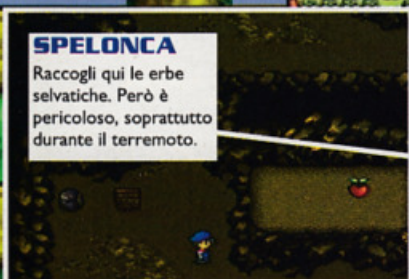 SPELONCA
Raccogli qui le erbe
selvatiche. Però è
pericoloso, soprattutto
durante il terremoto.